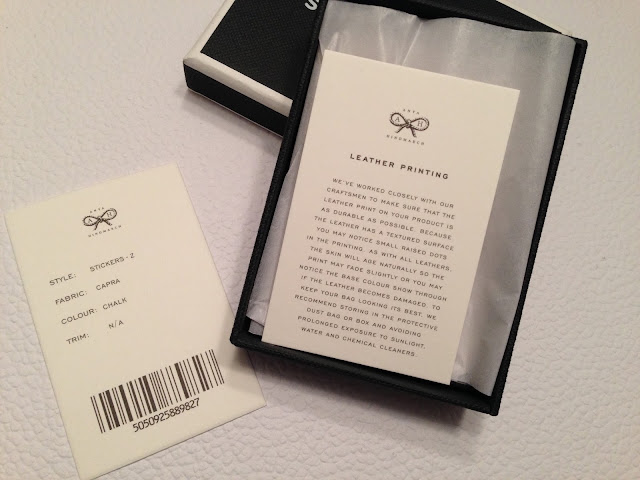 S
ANYA
A H
HINDMARCH
LEATHER PRINTING
WE'VE WORKED CLOSELY WITH OUR
CRAFTSMEN TO MAKE SURE THAT THE
LEATHER PRINT ON YOUR PRODUCT IS
AS DURABLE AS POSSIBLE. BECAUSE,
THE LEATHER HAS A TEXTURED SURFACE
YOU MAY NOTICE SMALL RAISED DOTS
IN THE PRINTING. AS WITH ALL LEATHERS,
THE SKIN WILL AGE NATURALLY SO THE
PRINT MAY FADE SLIGHTLY OR YOU MAY
NOTICE THE BASE COLOUR SHOW THROUGH
IF THE LEATHER BECOMES DAMAGED. TO
KEEP YOUR BAG LOOKING ITS BEST, WE
RECOMMEND STORING IN THE PROTECTIVE
DUST BAG OR BOX AND AVOIDING
PROLONGED EXPOSURE TO SUNLIGHT,
WATER AND CHEMICAL CLEANERS.
ANYA
A H
HINDMARCH
STYLE: STICKERS - 2
FABRIC: CAPRA
COLOUR: CHALK
TRIM: N/A
5050925889827